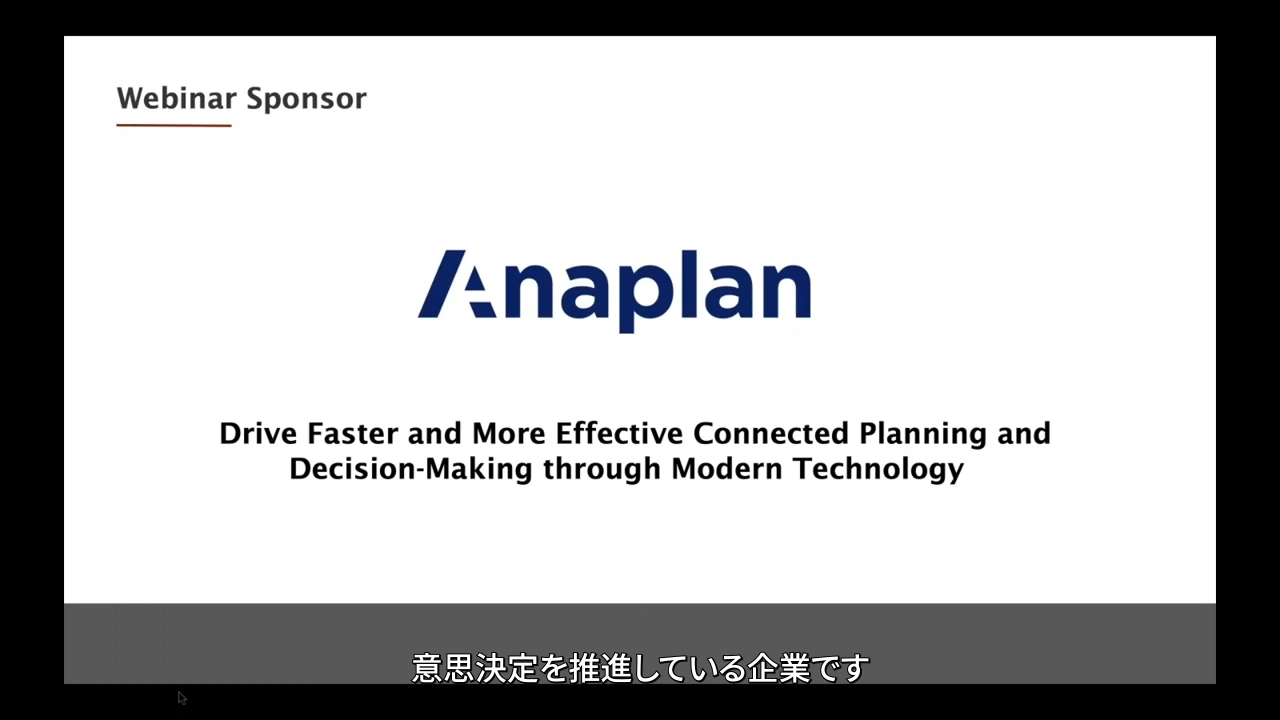 Webinar Sponsor
Anaplan
Drive Faster and More Effective Connected Planning and
Decision-Making through Modern Technology
意思決定を推進している企業です